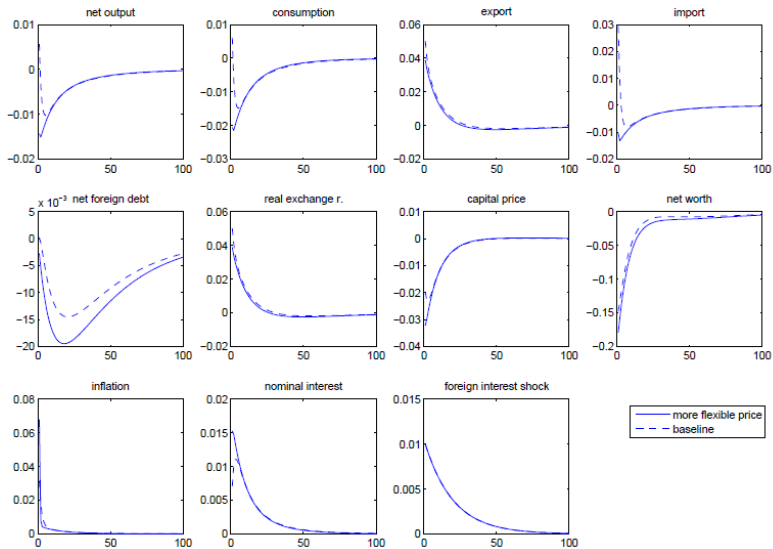 net output
consumption
export
import
0.01
0
−0.01
−0.02
0 50 100
0.01
0
−0.01
−0.02
−0.03
0 50 100
0.06
0.04
0.02
0
−0.02
0 50 100
0.03
0.02
0.01
0
−0.01
−0.02
0 50 100
x 10⁻³ net foreign debt
real exchange r.
capital price
net worth
5
0
−5
−10
−15
−20
0 50 100
0.06
0.04
0.02
0
−0.02
0 50 100
0.01
0
−0.01
−0.02
−0.03
−0.04
0 50 100
0
−0.05
−0.1
−0.15
−0.2
0 50 100
inflation
nominal interest
foreign interest shock
0.08
0.06
0.04
0.02
0
0 50 100
0.02
0.015
0.01
0.005
0
0 50 100
0.015
0.01
0.005
0
0 50 100
more flexible price
baseline